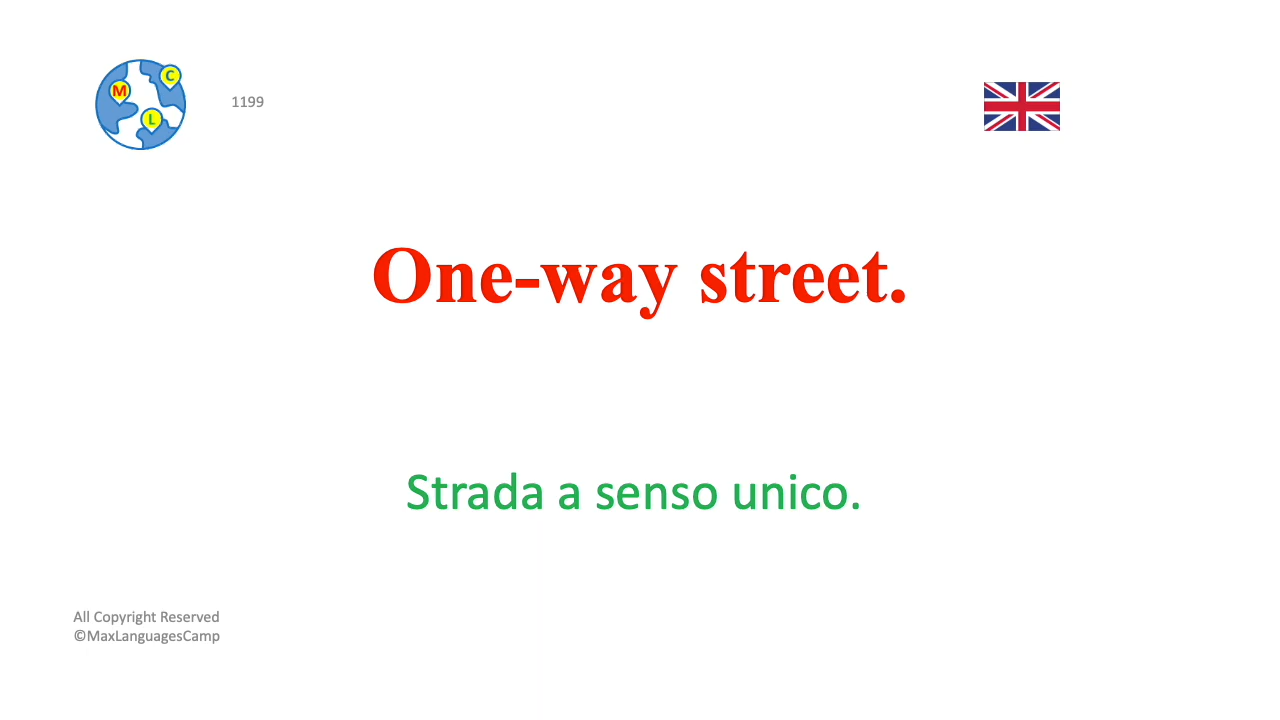 M
C
L
1199
One-way street.
Strada a senso unico.
All Copyright Reserved
©MaxLanguagesCamp